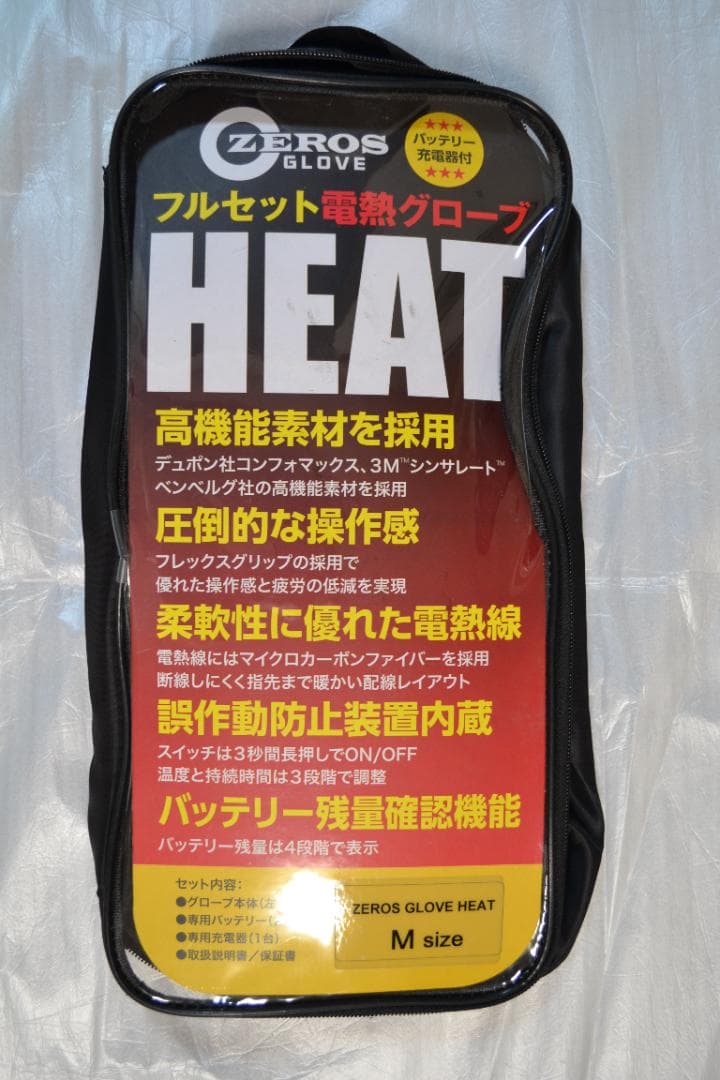 ZEROS
GLOVE
★★★
バッテリー
充電器付
★★★
フルセット電熱グローブ
HEAT
高機能素材を採用
デュポン社コンフォマックス、3M™シンサレート™
ベンベルグ社の高機能素材を採用
圧倒的な操作感
フレックスグリップの採用で
優れた操作感と疲労の低減を実現
柔軟性に優れた電熱線
電熱線にはマイクロカーボンファイバーを採用
断線しにくく指先まで暖かい配線レイアウト
誤作動防止装置内蔵
スイッチは3秒間長押しでON/OFF
温度と持続時間は3段階で調整
バッテリー残量確認機能
バッテリー残量は4段階で表示
セット内容：
●グローブ本体(左
●専用バッテリー(
●専用充電器(1台)
●取扱説明書／保証書
ZEROS GLOVE HEAT
M size